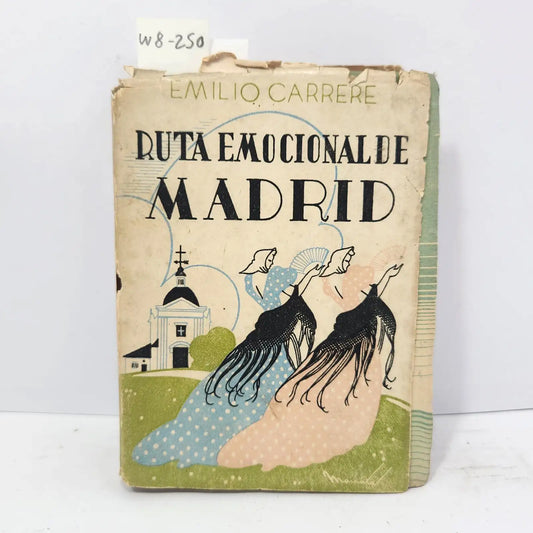 W8-250
EMILIO CARRERE
RUTA EMOCIONAL DE
MADRID